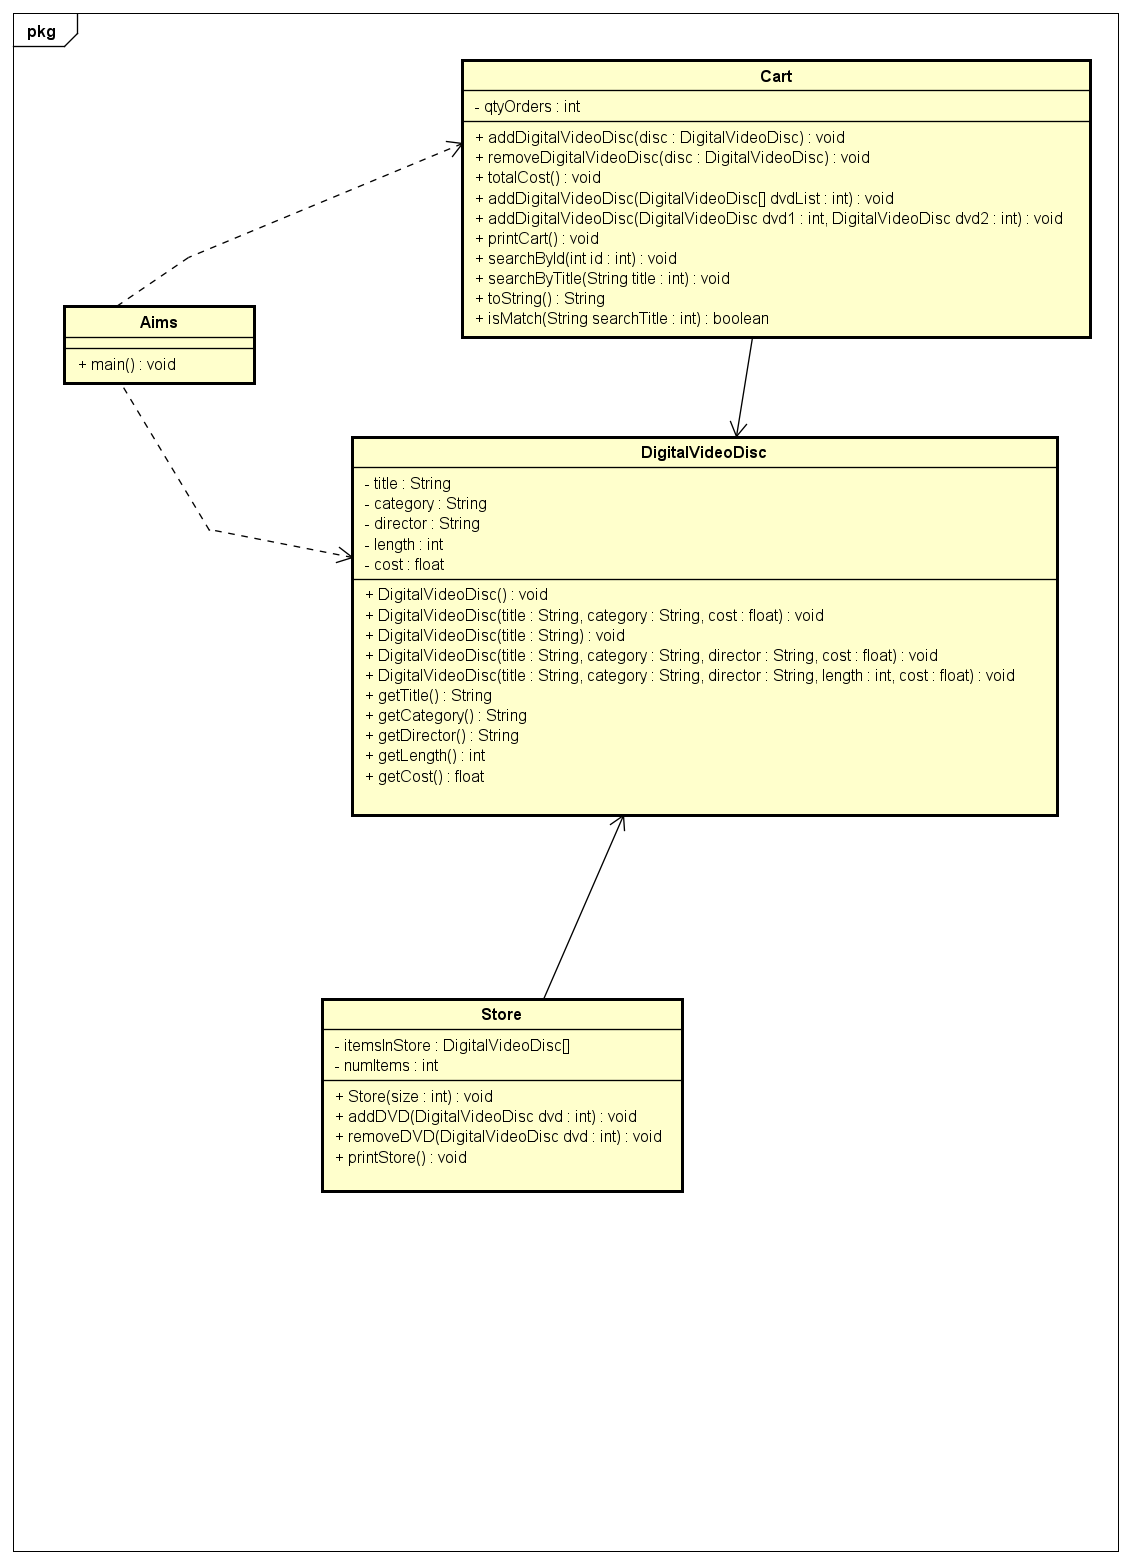 pkg
Cart
- qtyOrders : int
+ addDigitalVideoDisc(disc : DigitalVideoDisc) : void
+ removeDigitalVideoDisc(disc : DigitalVideoDisc) : void
+ totalCost() : void
+ addDigitalVideoDisc(DigitalVideoDisc[] dvdList : int) : void
+ addDigitalVideoDisc(DigitalVideoDisc dvd1 : int, DigitalVideoDisc dvd2 : int) : void
+ printCart() : void
+ searchById(int id : int) : void
+ searchByTitle(String title : int) : void
+ toString() : String
+ isMatch(String searchTitle : int) : boolean
Aims
+ main() : void
DigitalVideoDisc
- title : String
- category : String
- director : String
- length : int
- cost : float
+ DigitalVideoDisc() : void
+ DigitalVideoDisc(title : String, category : String, cost : float) : void
+ DigitalVideoDisc(title : String) : void
+ DigitalVideoDisc(title : String, category : String, director : String, cost : float) : void
+ DigitalVideoDisc(title : String, category : String, director : String, length : int, cost : float) : void
+ getTitle() : String
+ getCategory() : String
+ getDirector() : String
+ getLength() : int
+ getCost() : float
Store
- itemsInStore : DigitalVideoDisc[]
- numItems : int
+ Store(size : int) : void
+ addDVD(DigitalVideoDisc dvd : int) : void
+ removeDVD(DigitalVideoDisc dvd : int) : void
+ printStore() : void